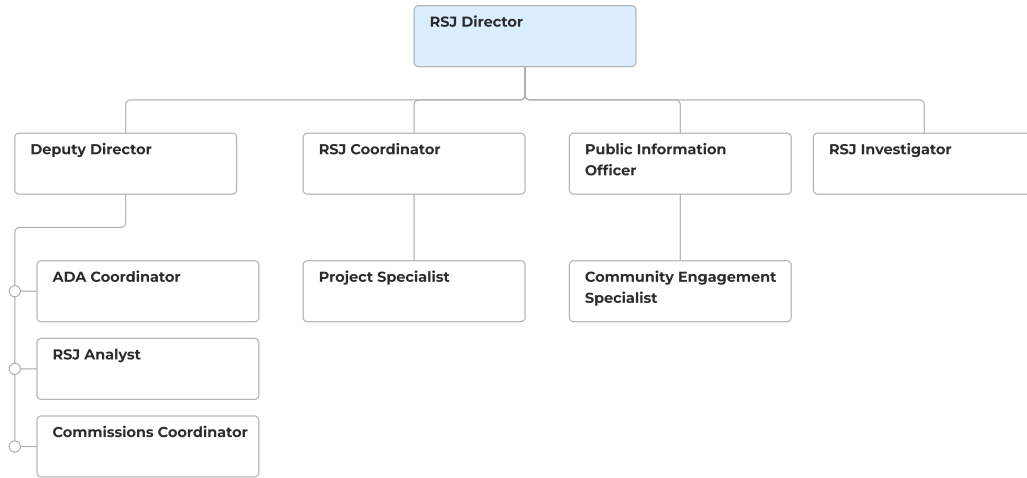 RSJ Director
Deputy Director
RSJ Coordinator
Public Information
Officer
RSJ Investigator
ADA Coordinator
Project Specialist
Community Engagement
Specialist
RSJ Analyst
Commissions Coordinator